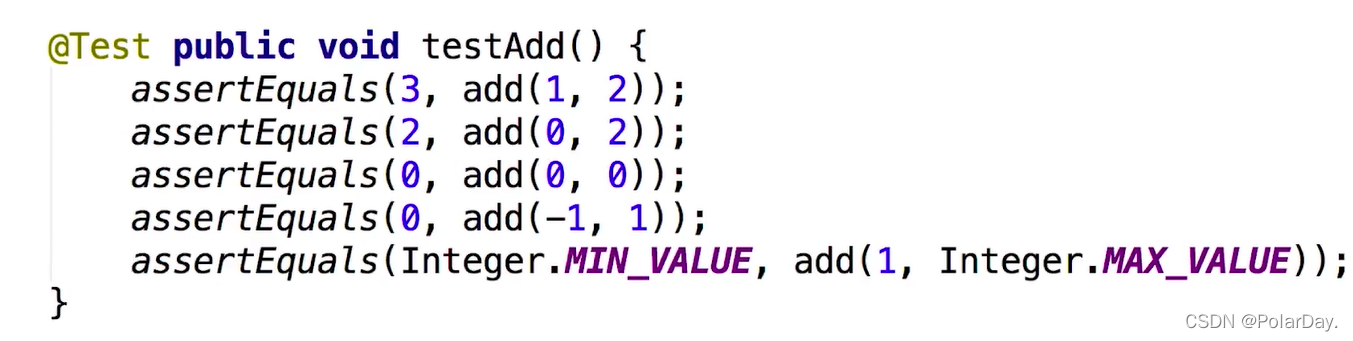 @Test public void testAdd() {
assertEquals(3, add(1, 2));
assertEquals(2, add(0, 2));
assertEquals(0, add(0, 0));
assertEquals(0, add(-1, 1));
assertEquals(Integer.MIN_VALUE, add(1, Integer.MAX_VALUE));
}
CSDN @PolarDay.